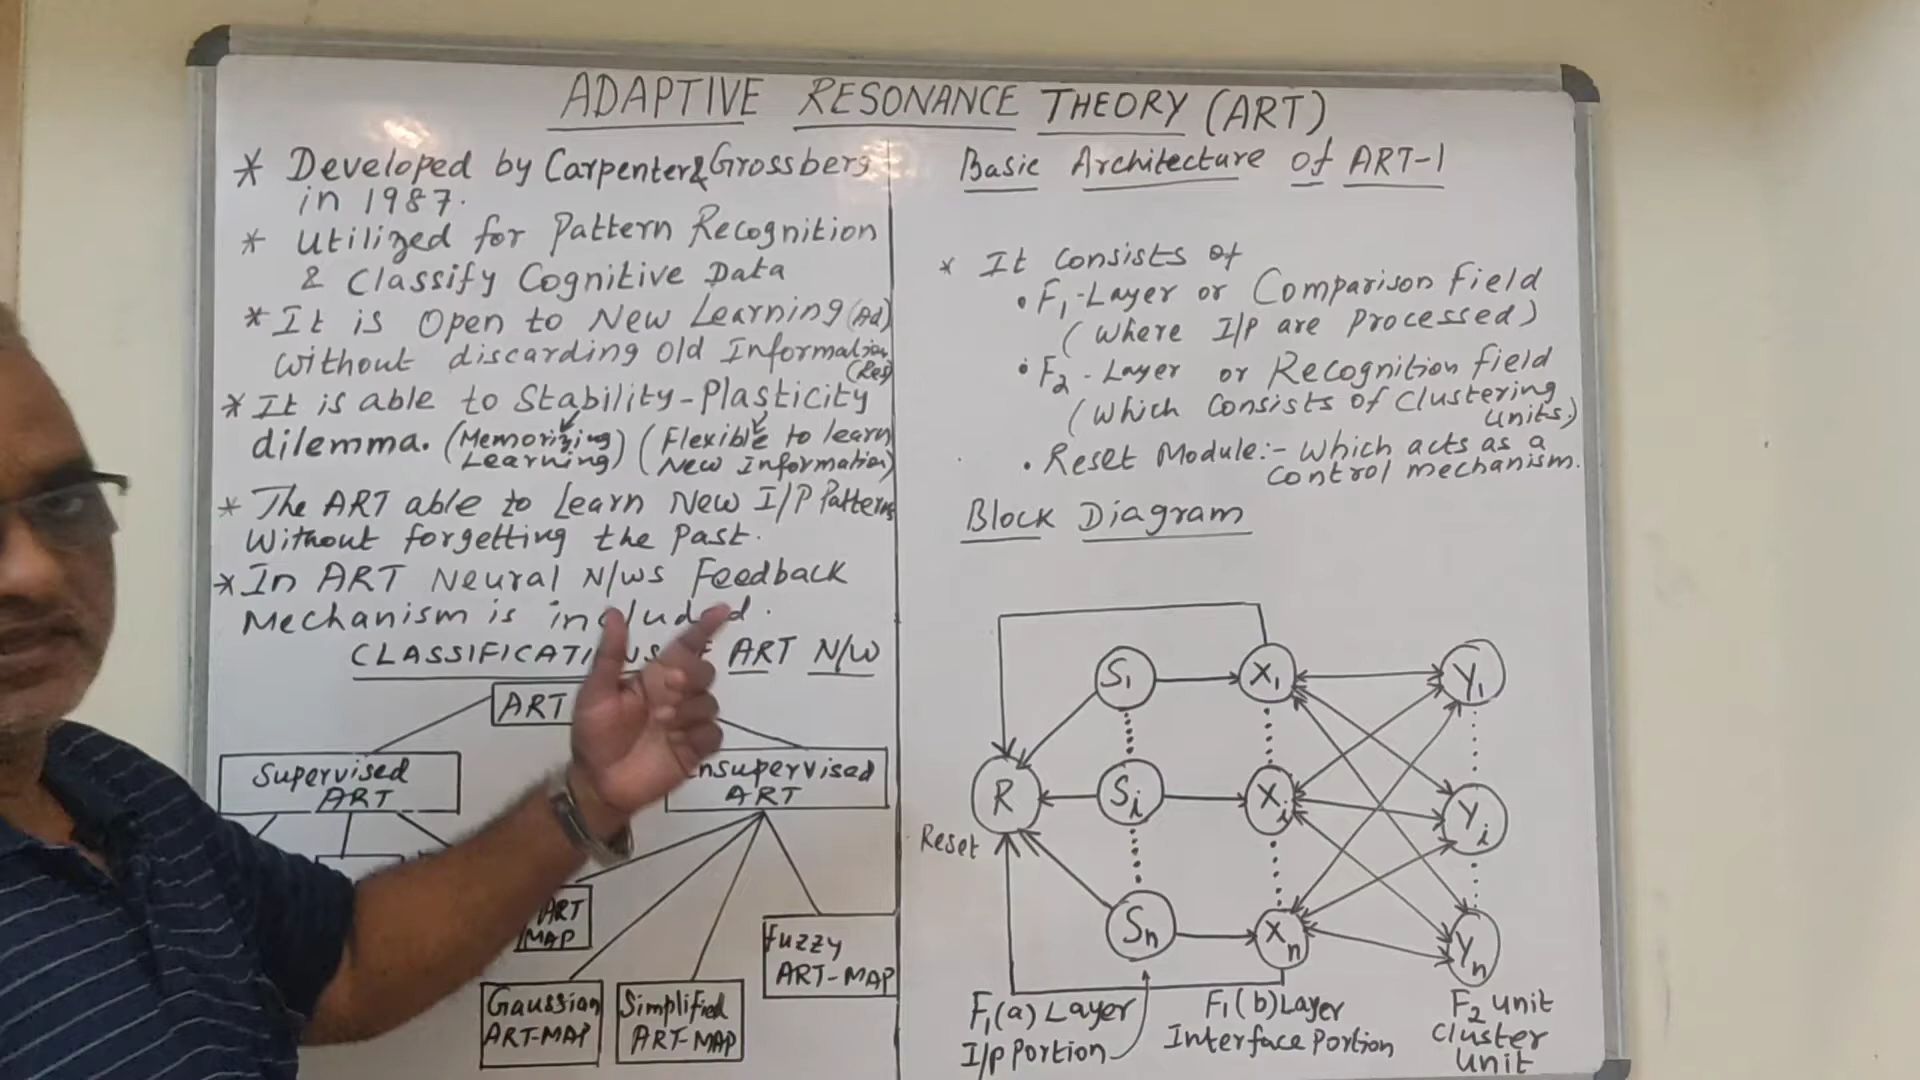 ADAPTIVE RESONANCE THEORY (ART)
* Developed by Carpenter & Grossberg
in 1987.
* Utilized for Pattern Recognition
& Classify Cognitive Data
* It is Open to New Learning (Ad)
without discarding Old Information
(Res)
* It is able to Stability-Plasticity
dilemma. (Memorizing (Flexible to learn
Learning) New Information)
* The ART able to Learn New I/P Patterns
Without forgetting the Past.
* In ART Neural N/WS Feedback
Mechanism is included.
ART N/W
ART
Supervised
ART
ART
ART
MAP
Gaussian
ART-MAP
Simplified
ART-MAP
Fuzzy
ART-MAP
Basic Architecture of ART-1
* It Consists of
• F1-Layer or Comparison Field
(Where I/P are Processed)
• F2-Layer or Recognition field
(Which Consists of Clustering
Units.)
• Reset Module:- Which acts as a
Control mechanism.
Block Diagram
S1 X1 Y1
R Si Xi Yi
Reset
Sn Xn Yn
F1(a) Layer
I/p Portion
F1(b) Layer
Interface Portion
F2 Unit
Cluster
Unit